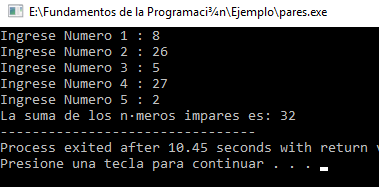 E:\Fundamentos de la Programaci¾n\Ejemplo\pares.exe
Ingrese Numero 1 : 8
Ingrese Numero 2 : 26
Ingrese Numero 3 : 5
Ingrese Numero 4 : 27
Ingrese Numero 5 : 2
La suma de los n·meros impares es: 32
--------------------------------
Process exited after 10.45 seconds with return
Presione una tecla para continuar . . .